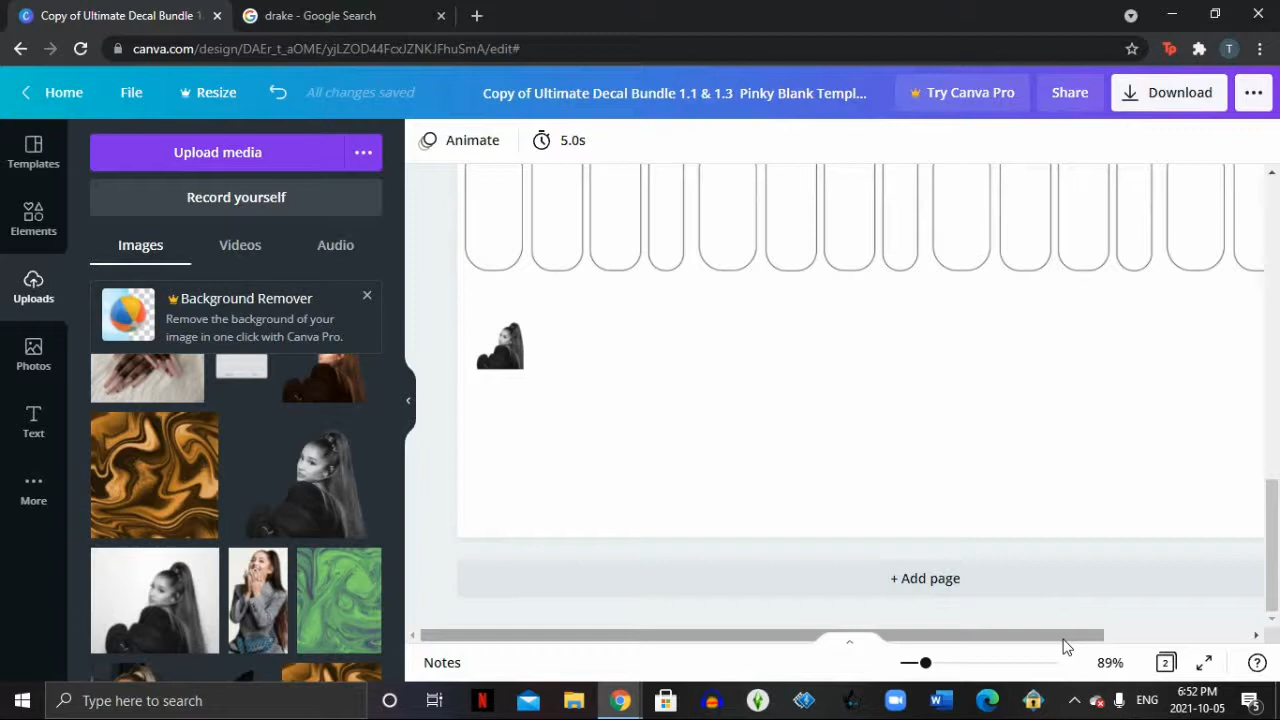 Copy of Ultimate Decal Bundle 1.
drake - Google Search
canva.com/design/DAEr_t_aOME/yjLZOD44FcxJZNKJFhuSmA/edit#
T
Home
File
Resize
All changes saved
Copy of Ultimate Decal Bundle 1.1 & 1.3 Pinky Blank Templ...
Try Canva Pro
Share
Download
Templates
Elements
Uploads
Photos
Text
More
Upload media
Record yourself
Images
Videos
Audio
Background Remover
Remove the background of your
image in one click with Canva Pro.
Animate
5.0s
+ Add page
Notes
89%
2
Type here to search
ENG
6:52 PM
2021-10-05
5